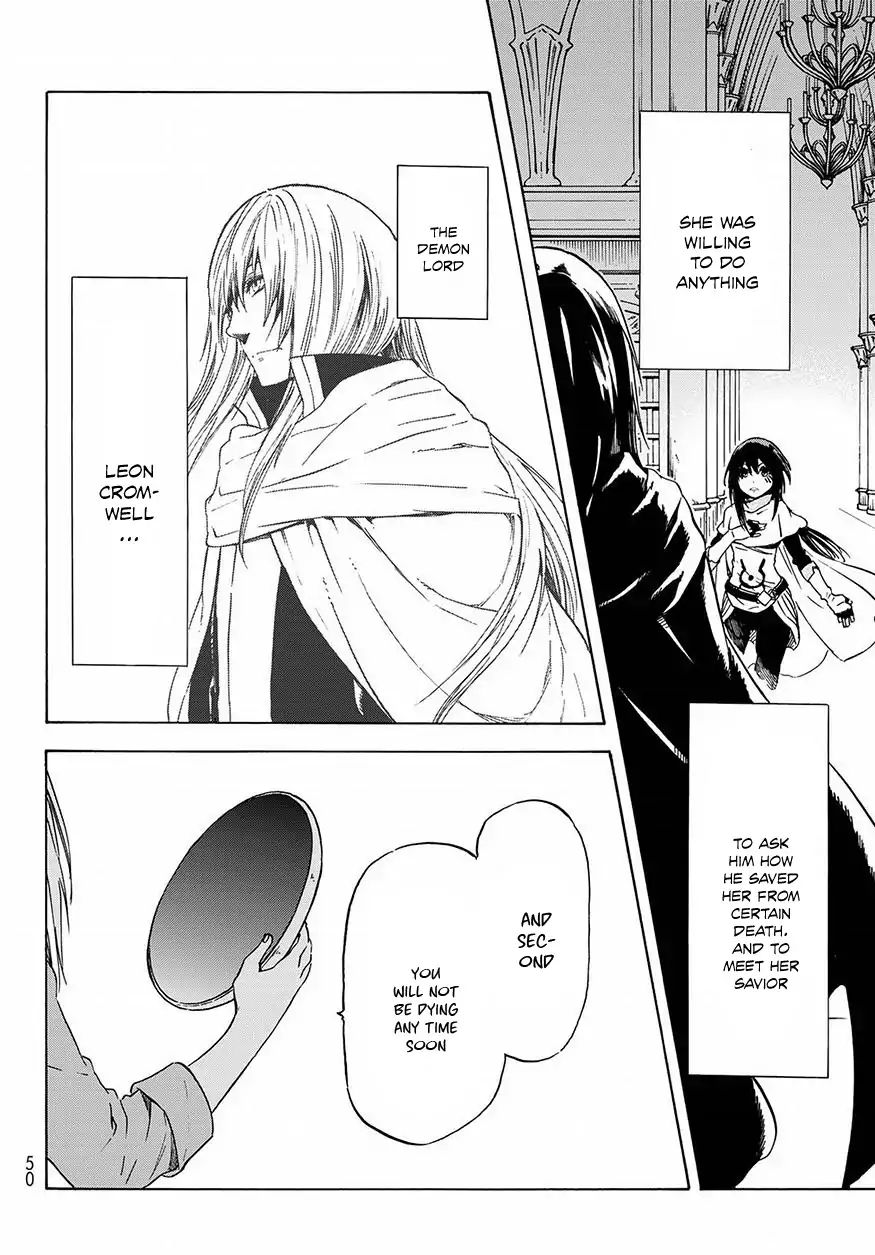 SHE WAS
WILLING
TO DO
ANYTHING
TO ASK
HIM HOW
HE SAVED
HER FROM
CERTAIN
DEATH,
AND TO
MEET HER
SAVIOR
THE
DEMON
LORD
LEON
CROM-
WELL
...
AND
SEC-
OND
YOU
WILL NOT
BE DYING
ANY TIME
SOON
50